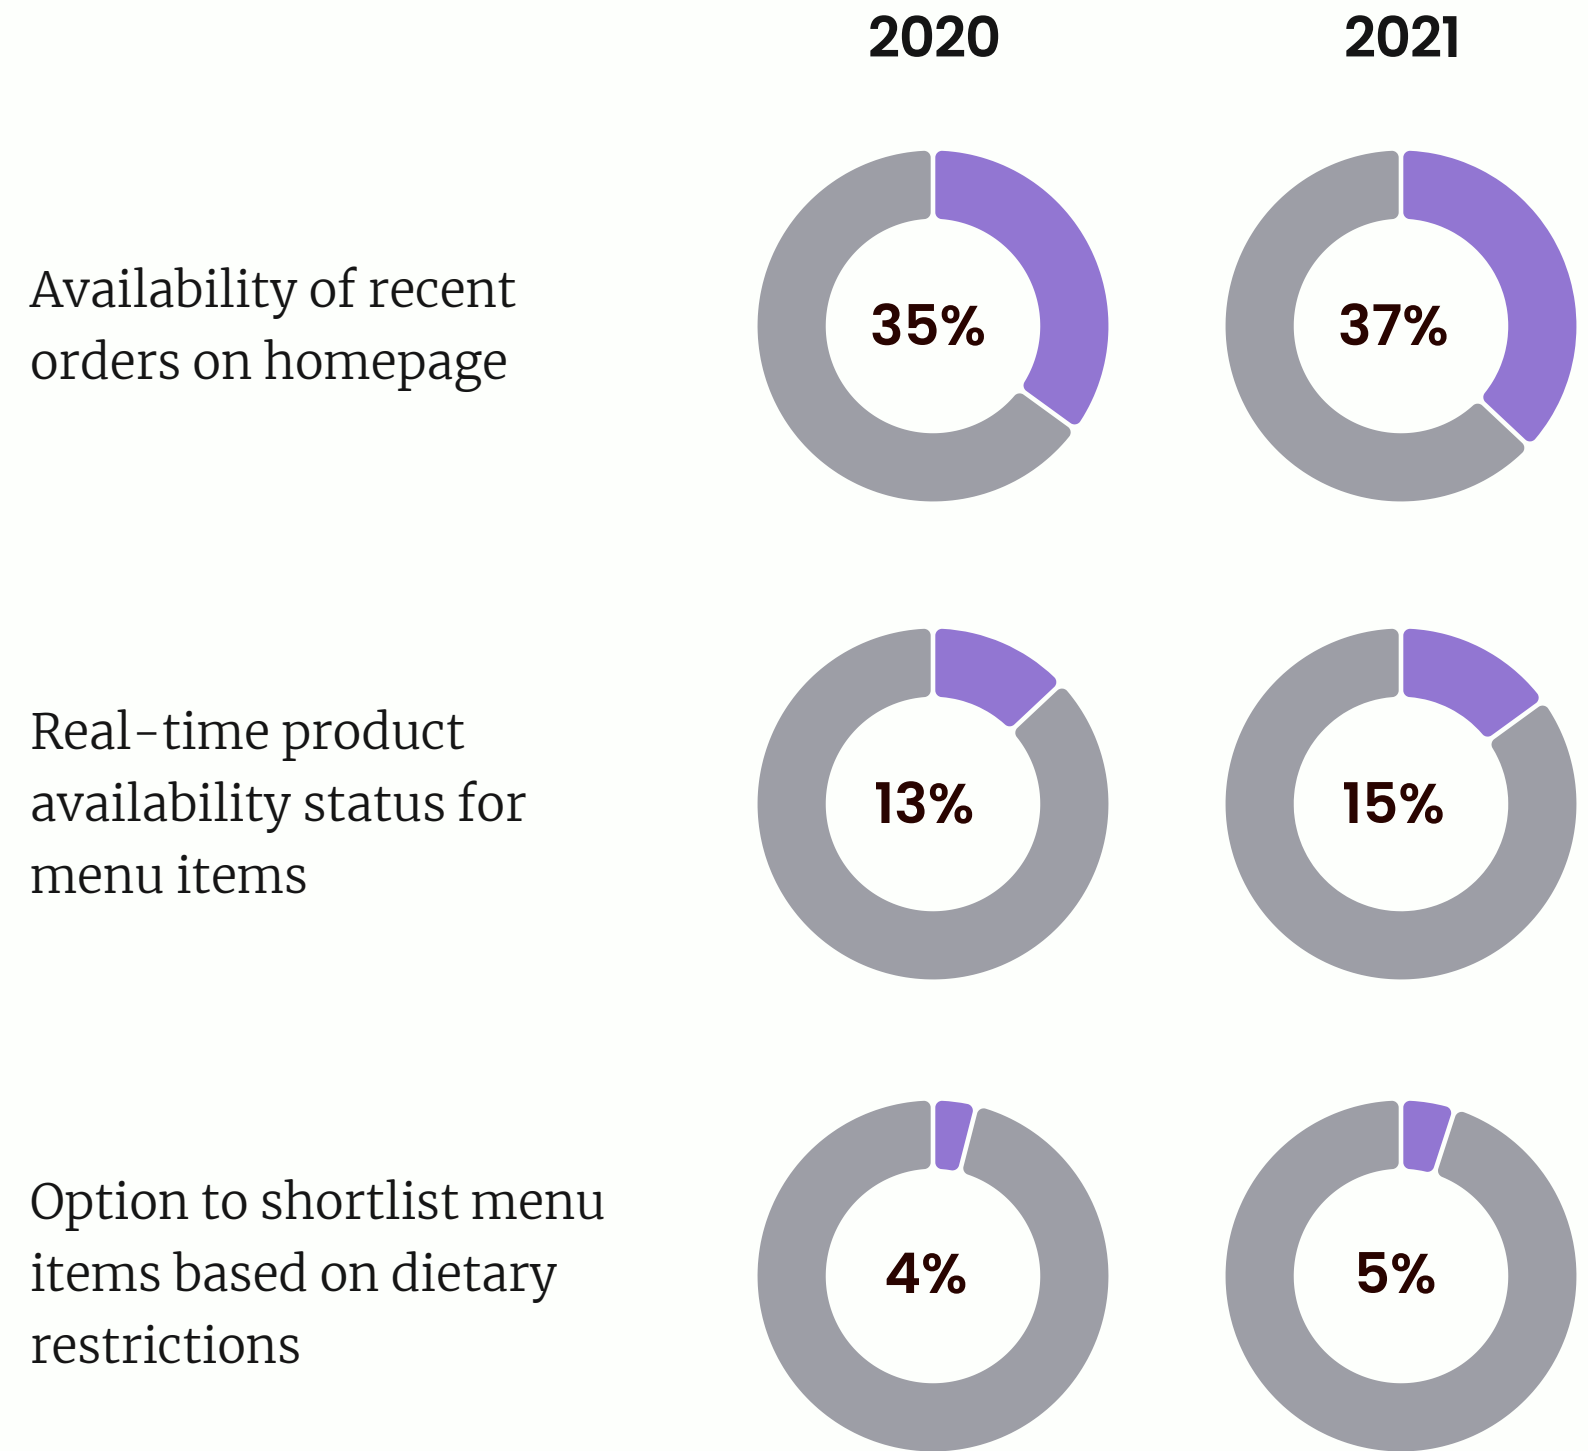 2020 2021
Availability of recent
orders on homepage
35% 37%
Real-time product
availability status for
menu items
13% 15%
Option to shortlist menu
items based on dietary
restrictions
4% 5%